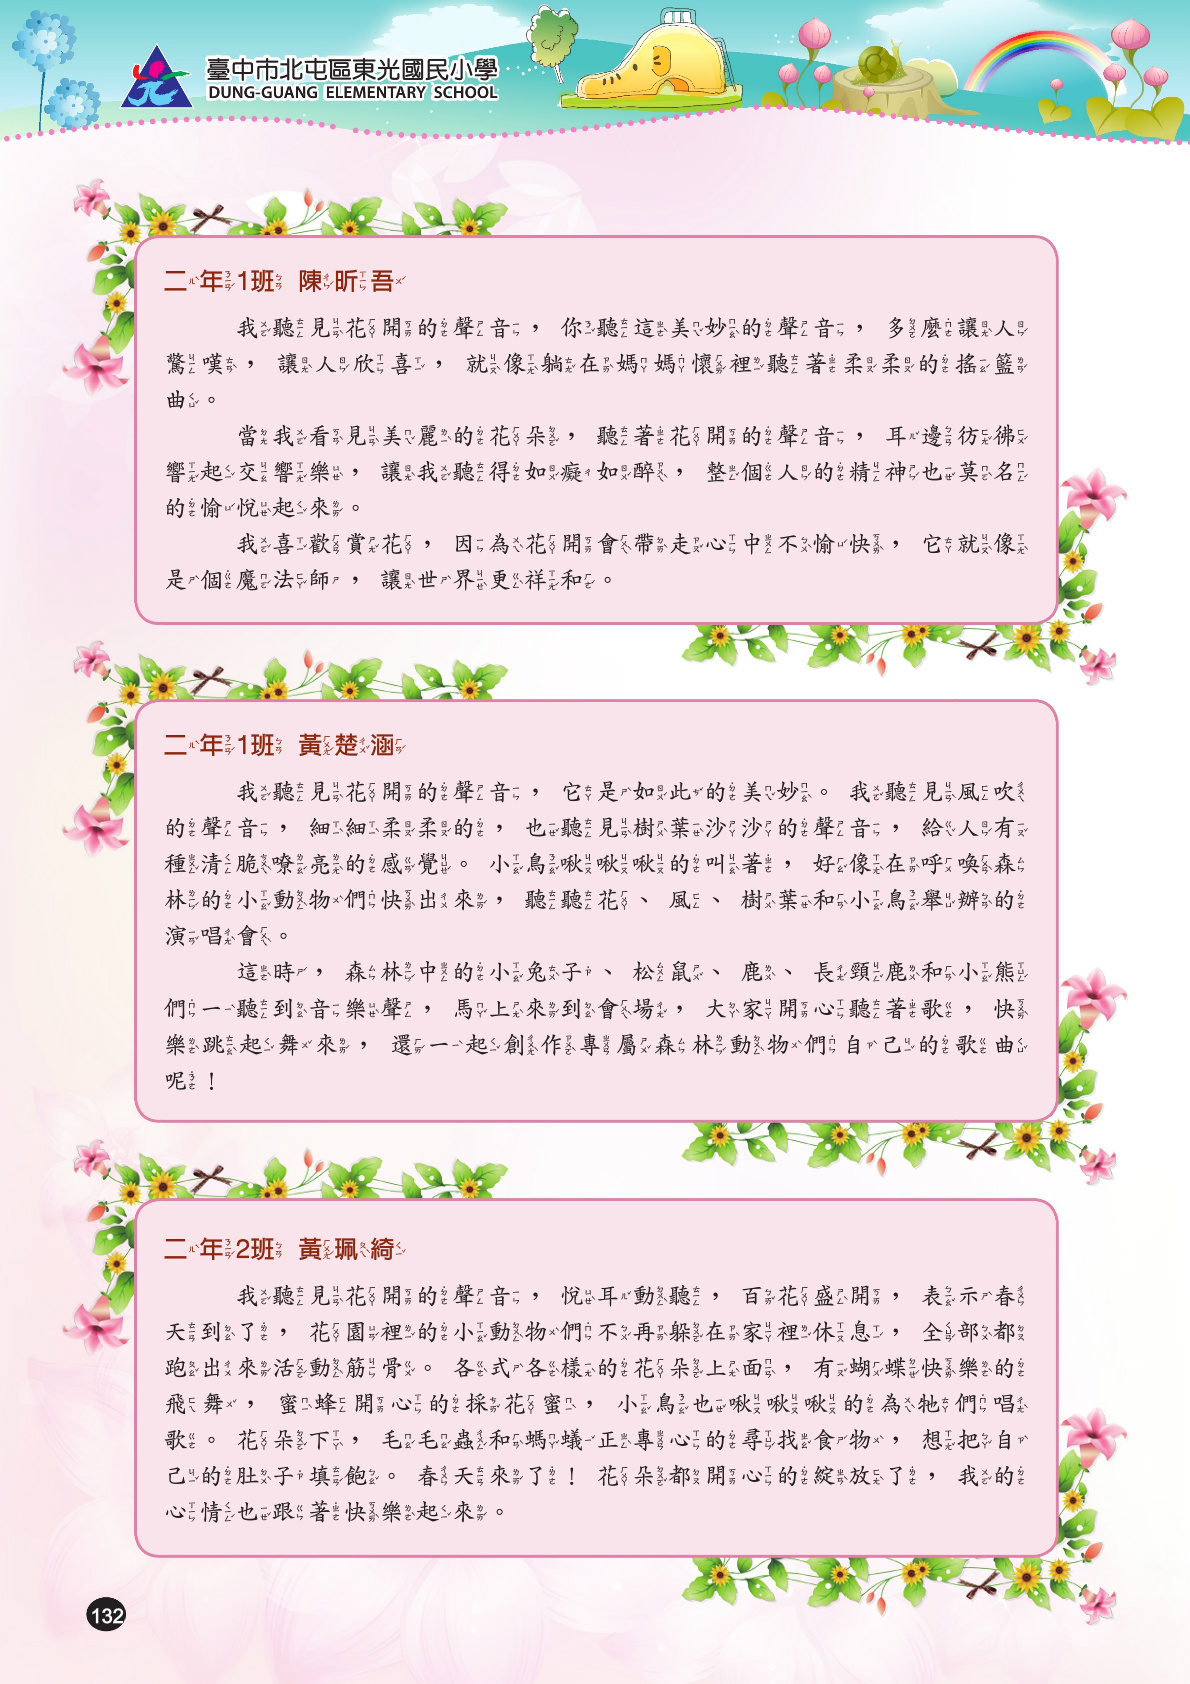 臺中市北屯區東光國民小學
DUNG-GUANG ELEMENTARY SCHOOL
二年1班 陳昕吾
我聽見花開的聲音，你聽這美妙的聲音，多麼讓人
驚嘆，讓人欣喜，就像躺在媽媽懷裡聽著柔柔的搖籃
曲。
當我看見美麗的花朵，聽著花開的聲音，耳邊彷彿
響起交響樂，讓我聽得如癡如醉，整個人的精神也莫名
的愉悅起來。
我喜歡賞花，因為花開會帶走心中不愉快，它就像
是個魔法師，讓世界更祥和。
二年1班 黃楚涵
我聽見花開的聲音，它是如此的美妙。我聽見風吹
的聲音，細細柔柔的，也聽見樹葉沙沙的聲音，給人有
種清脆嘹亮的感覺。小鳥啾啾啾的叫著，好像在呼喚森
林的小動物們快出來，聽聽花、風、樹葉和小鳥舉辦的
演唱會。
這時，森林中的小兔子、松鼠、鹿、長頸鹿和小熊
們一聽到音樂聲，馬上來到會場，大家開心聽著歌，快
樂跳起舞來，還一起創作專屬森林動物們自己的歌曲
呢！
二年2班 黃珮綺
我聽見花開的聲音，悅耳動聽，百花盛開，表示春
天到了，花園裡的小動物們不再躲在家裡休息，全部都
跑出來活動筋骨。各式各樣的花朵上面，有蝴蝶快樂的
飛舞，蜜蜂開心的採花蜜，小鳥也啾啾啾的為牠們唱
歌。花朵下，毛毛蟲和螞蟻正專心的尋找食物，想把自
己的肚子填飽。春天來了！花朵都開心的綻放了，我的
心情也跟著快樂起來。
132